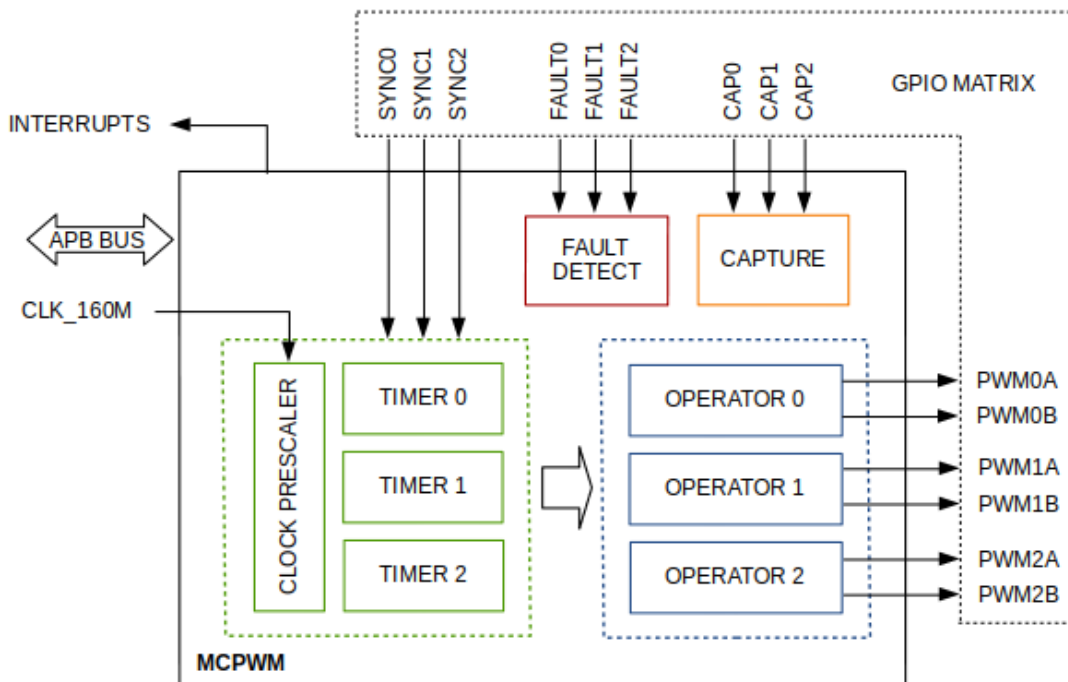 SYNC0
SYNC1
SYNC2
FAULT0
FAULT1
FAULT2
CAP0
CAP1
CAP2
GPIO MATRIX
INTERRUPTS
APB BUS
FAULT
DETECT
CAPTURE
CLK_160M
CLOCK PRESCALER
TIMER 0
TIMER 1
TIMER 2
OPERATOR 0
OPERATOR 1
OPERATOR 2
PWM0A
PWM0B
PWM1A
PWM1B
PWM2A
PWM2B
MCPWM